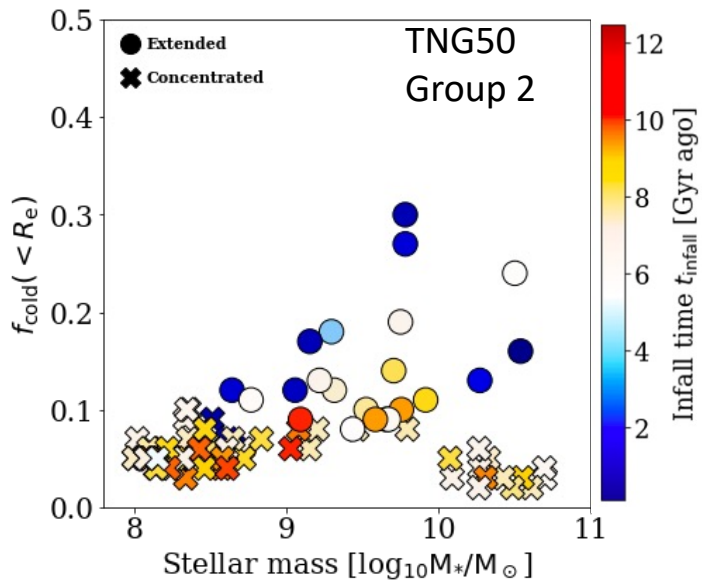 0.5
0.4
0.3
0.2
0.1
0.0
f_cold(< R_e)
Extended
Concentrated
TNG50
Group 2
8
9
10
11
Stellar mass [log₁₀M*/M⊙]
12
10
8
6
4
2
Infall time t_infall [Gyr ago]